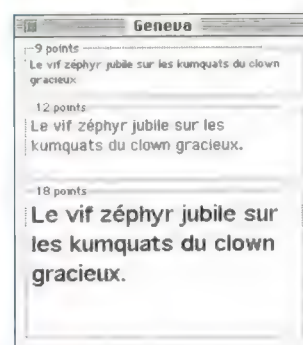 Geneva
9 points
Le vif zéphyr jubile sur les kumquats du clown
gracieux
12 points
Le vif zéphyr jubile sur les
kumquats du clown gracieux.
18 points
Le vif zéphyr jubile sur
les kumquats du clown
gracieux.